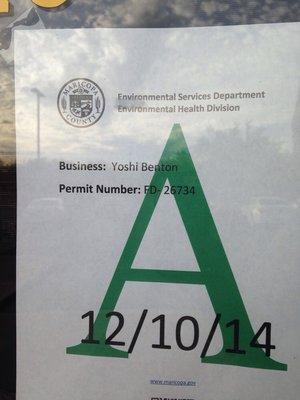 MARICOPA
COUNTY
Environmental Services Department
Environmental Health Division
Business: Yoshi Benton
Permit Number: FD- 26734
A
12/10/14
www.maricopa.gov